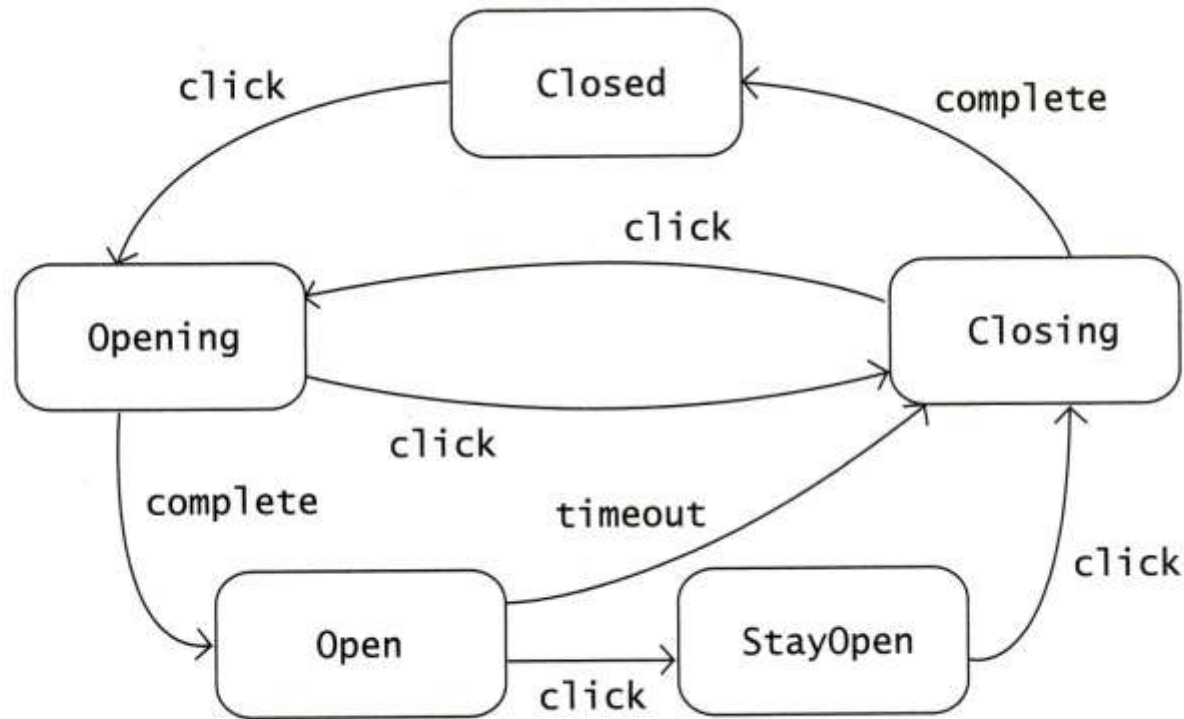 click
Closed
complete
click
Opening
Closing
click
complete
timeout
click
Open
StayOpen
click